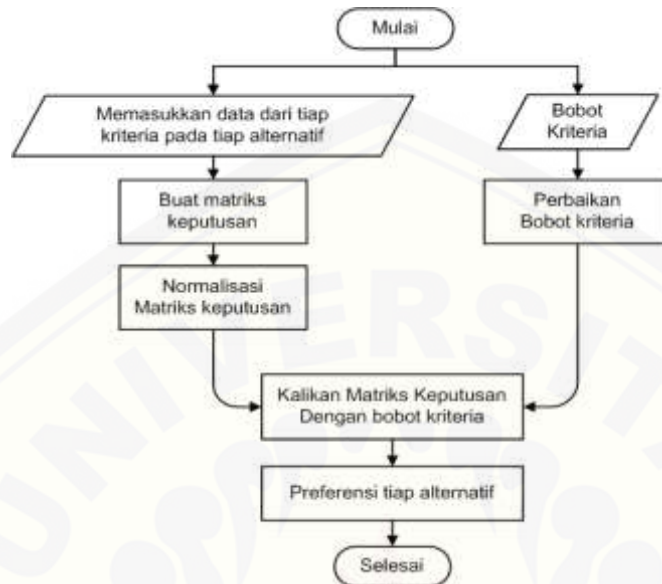 Mulai
Memasukkan data dari tiap
kriteria pada tiap alternatif
Bobot
Kriteria
Buat matriks
keputusan
Perbaikan
Bobot kriteria
Normalisasi
Matriks keputusan
Kalikan Matriks Keputusan
Dengan bobot kriteria
Preferensi tiap alternatif
Selesai
UNIVERSITA